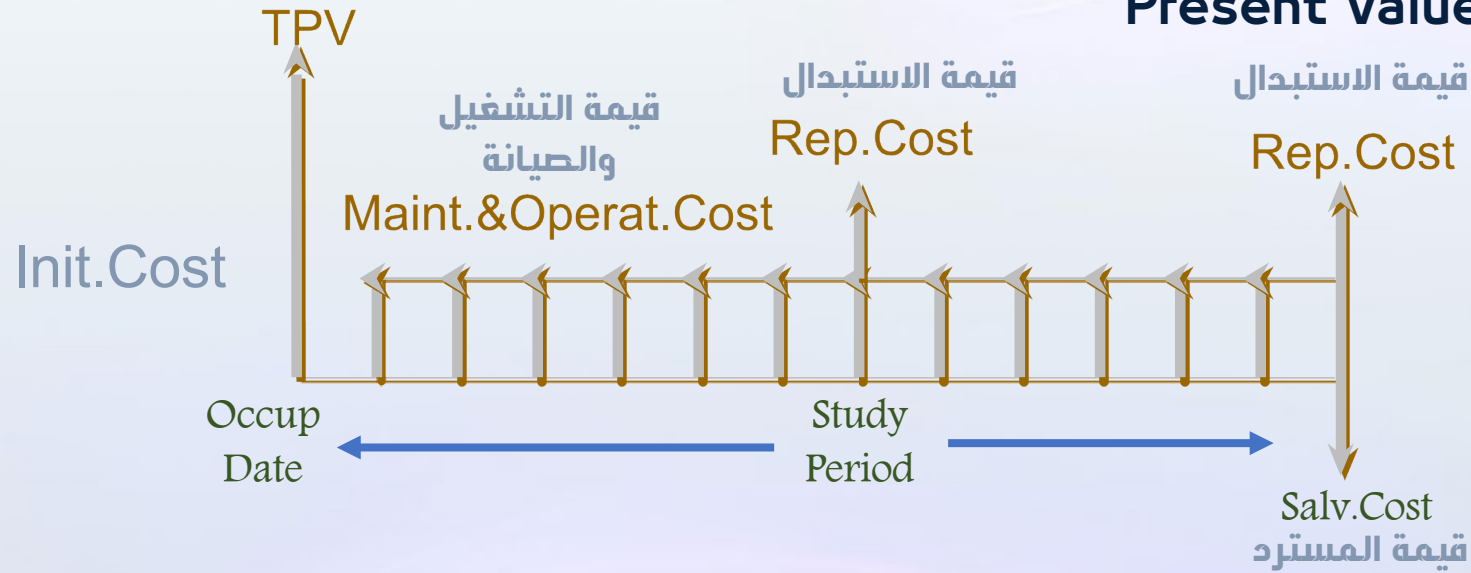 Present Value
TPV
قيمة الاستبدال
قيمة الاستبدال
قيمة التشغيل
والصيانة
Rep.Cost
Rep.Cost
Maint.&Operat.Cost
Init.Cost
Occup
Date
Study
Period
Salv.Cost
قيمة المسترد